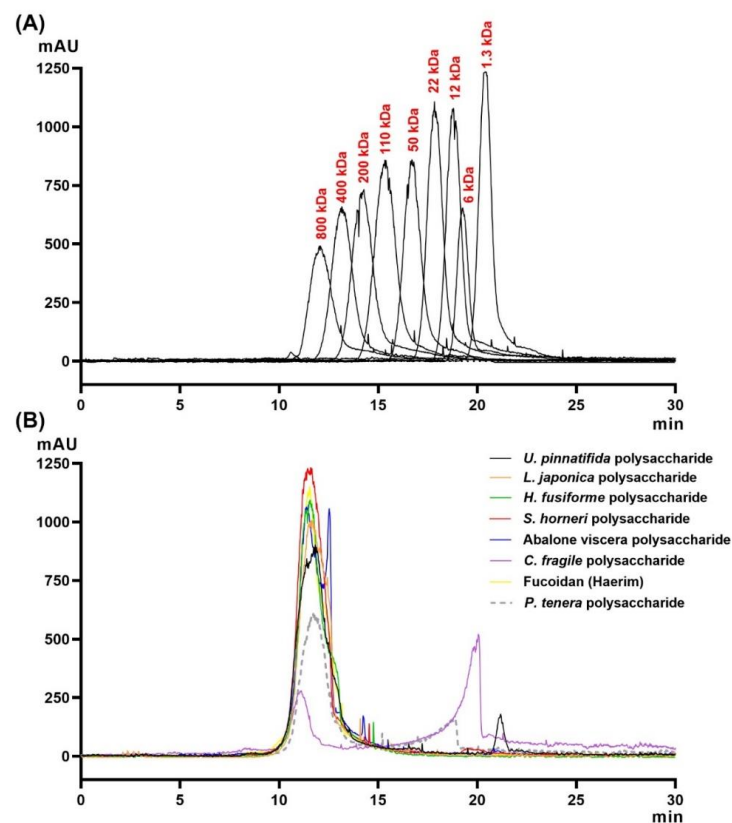 (A)
mAU
1250
1000
750
500
250
0
800 kDa
400 kDa
200 kDa
110 kDa
50 kDa
22 kDa
12 kDa
6 kDa
1.3 kDa
0 5 10 15 20 25 30
min
(B)
mAU
1250
1000
750
500
250
0
U. pinnatifida polysaccharide
L. japonica polysaccharide
H. fusiforme polysaccharide
S. horneri polysaccharide
Abalone viscera polysaccharide
C. fragile polysaccharide
Fucoidan (Haerim)
P. tenera polysaccharide
0 5 10 15 20 25 30
min